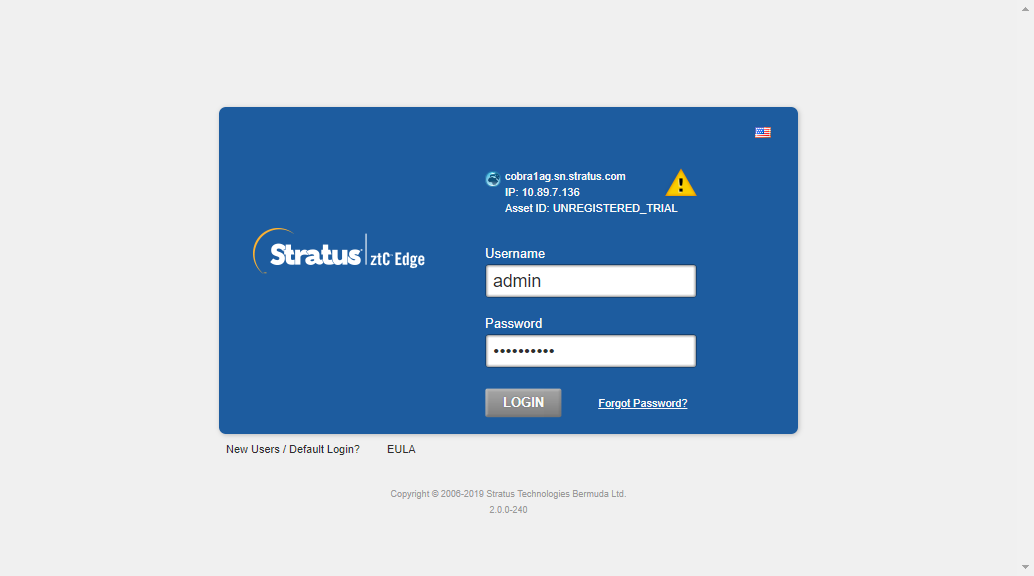 cobra1ag.sn.stratus.com
IP: 10.89.7.136
Asset ID: UNREGISTERED_TRIAL
Stratus ztC Edge
Username
admin
Password
••••••••••
LOGIN Forgot Password?
New Users / Default Login? EULA
Copyright © 2006-2019 Stratus Technologies Bermuda Ltd.
2.0.0-240